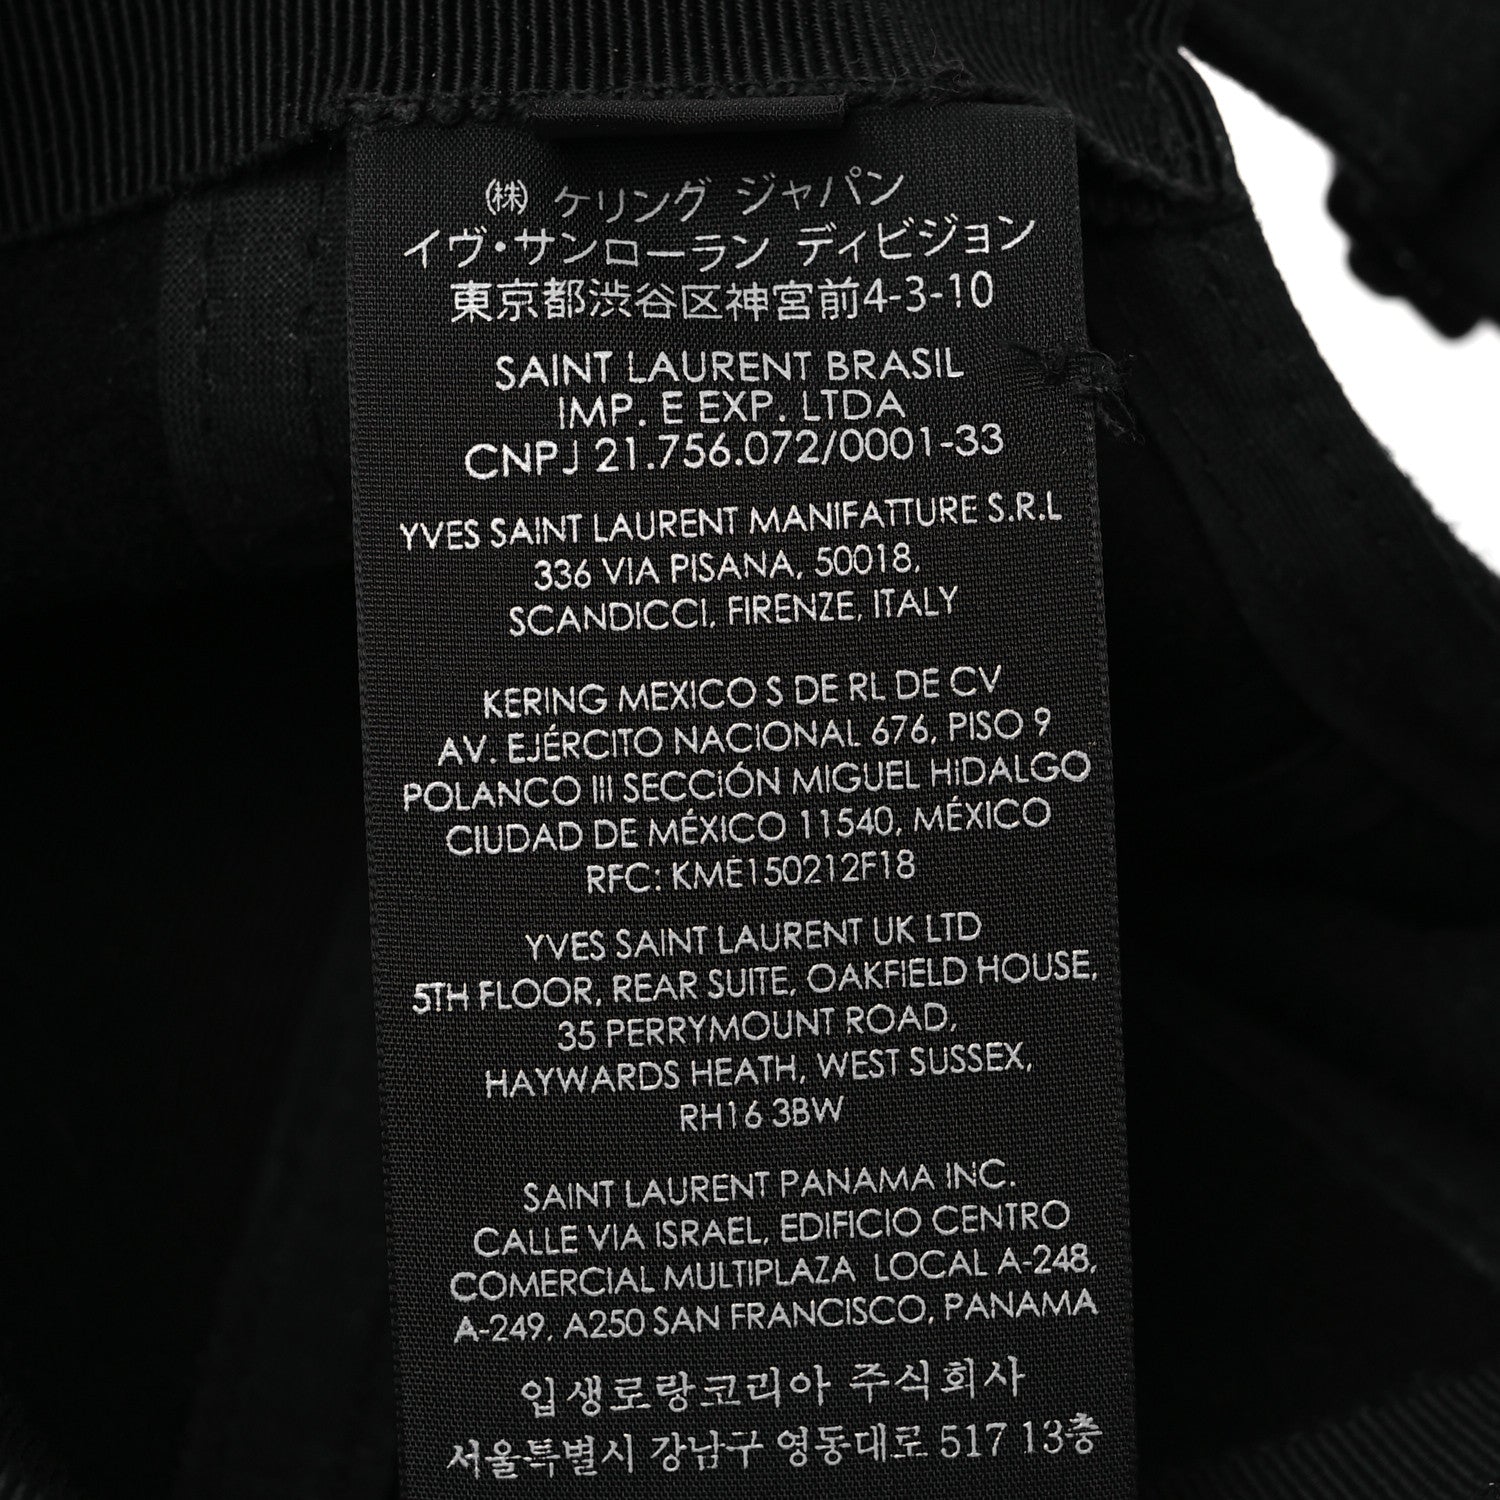 ㈱ ケリング ジャパン
イヴ・サンローラン ディビジョン
東京都渋谷区神宮前4-3-10
SAINT LAURENT BRASIL
IMP. E EXP. LTDA
CNPJ 21.756.072/0001-33
YVES SAINT LAURENT MANIFATTURE S.R.L
336 VIA PISANA, 50018,
SCANDICCI, FIRENZE, ITALY
KERING MEXICO S DE RL DE CV
AV. EJÉRCITO NACIONAL 676, PISO 9
POLANCO III SECCIÓN MIGUEL HIDALGO
CIUDAD DE MÉXICO 11540, MÉXICO
RFC: KME150212F18
YVES SAINT LAURENT UK LTD
5TH FLOOR, REAR SUITE, OAKFIELD HOUSE,
35 PERRYMOUNT ROAD,
HAYWARDS HEATH, WEST SUSSEX,
RH16 3BW
SAINT LAURENT PANAMA INC.
CALLE VIA ISRAEL, EDIFICIO CENTRO
COMERCIAL MULTIPLAZA LOCAL A-248,
A-249, A250 SAN FRANCISCO, PANAMA
입생로랑코리아 주식회사
서울특별시 강남구 영동대로 517 13층